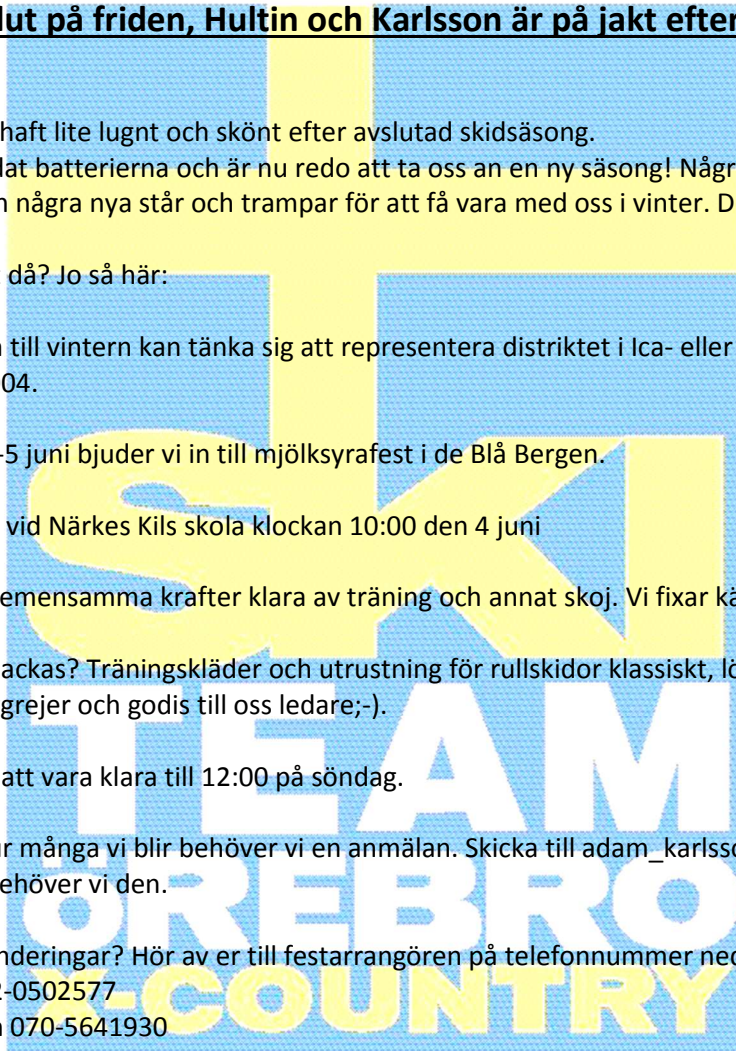 lut på friden, Hultin och Karlsson är på jakt efter
haft lite lugnt och skönt efter avslutad skidsäsong.
dat batterierna och är nu redo att ta oss an en ny säsong! Någr
n några nya står och trampar för att få vara med oss i vinter. D
då? Jo så här:
till vintern kan tänka sig att representera distriktet i Ica- eller
04.
-5 juni bjuder vi in till mjölksyrafest i de Blå Bergen.
vid Närkes Kils skola klockan 10:00 den 4 juni
emensamma krafter klara av träning och annat skoj. Vi fixar kä
ackas? Träningskläder och utrustning för rullskidor klassiskt, lö
grejer och godis till oss ledare;-).
att vara klara till 12:00 på söndag.
ur många vi blir behöver vi en anmälan. Skicka till adam_karlsso
ehöver vi den.
nderingar? Hör av er till festarrangören på telefonnummer ned
2-0502577
070-5641930
SKI
TEAM
ÖREBRO
X-COUNTRY